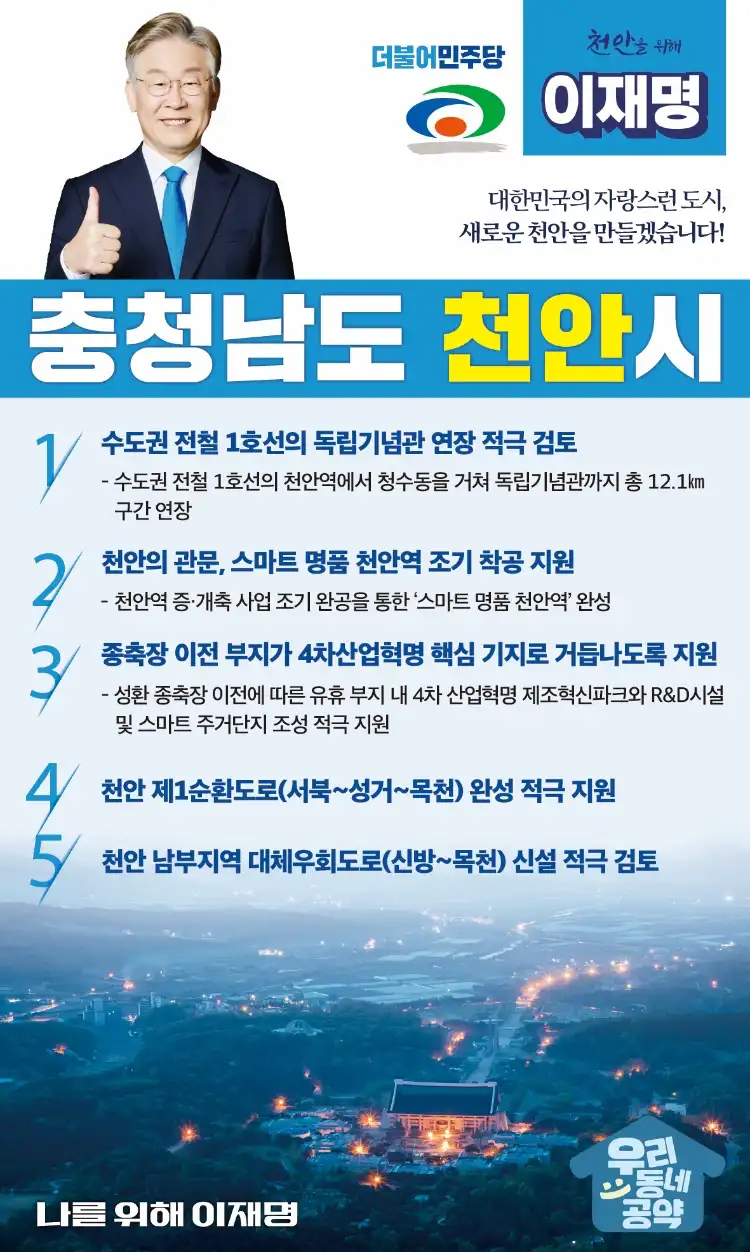 더불어민주당
천안을 위해
이재명
대한민국의 자랑스런 도시,
새로운 천안을 만들겠습니다!
충청남도 천안시
1 수도권 전철 1호선의 독립기념관 연장 적극 검토
- 수도권 전철 1호선의 천안역에서 청수동을 거쳐 독립기념관까지 총 12.1㎞
구간 연장
2 천안의 관문, 스마트 명품 천안역 조기 착공 지원
- 천안역 증·개축 사업 조기 완공을 통한 ‘스마트 명품 천안역’ 완성
3 종축장 이전 부지가 4차산업혁명 핵심 기지로 거듭나도록 지원
- 성환 종축장 이전에 따른 유휴 부지 내 4차 산업혁명 제조혁신파크와 R&D시설
및 스마트 주거단지 조성 적극 지원
4 천안 제1순환도로(서북~성거~목천) 완성 적극 지원
5 천안 남부지역 대체우회도로(신방~목천) 신설 적극 검토
나를 위해 이재명
우리
동네
공약